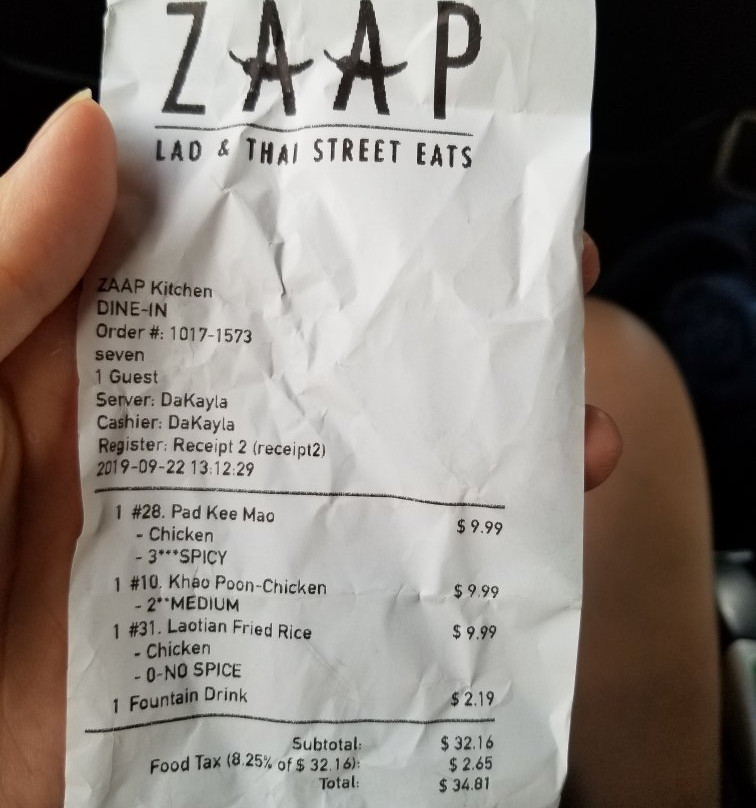 ZAAP
LAO & THAI STREET EATS
ZAAP Kitchen
DINE-IN
Order #: 1017-1573
seven
1 Guest
Server: DaKayla
Cashier: DaKayla
Register: Receipt 2 (receipt2)
2019-09-22 13:12:29
1 #28. Pad Kee Mao $ 9.99
- Chicken
- 3***SPICY
1 #10. Khao Poon-Chicken $ 9.99
- 2**MEDIUM
1 #31. Laotian Fried Rice $ 9.99
- Chicken
- 0-NO SPICE
1 Fountain Drink $ 2.19
Subtotal: $ 32.16
Food Tax (8.25% of $ 32.16): $ 2.65
Total: $ 34.81